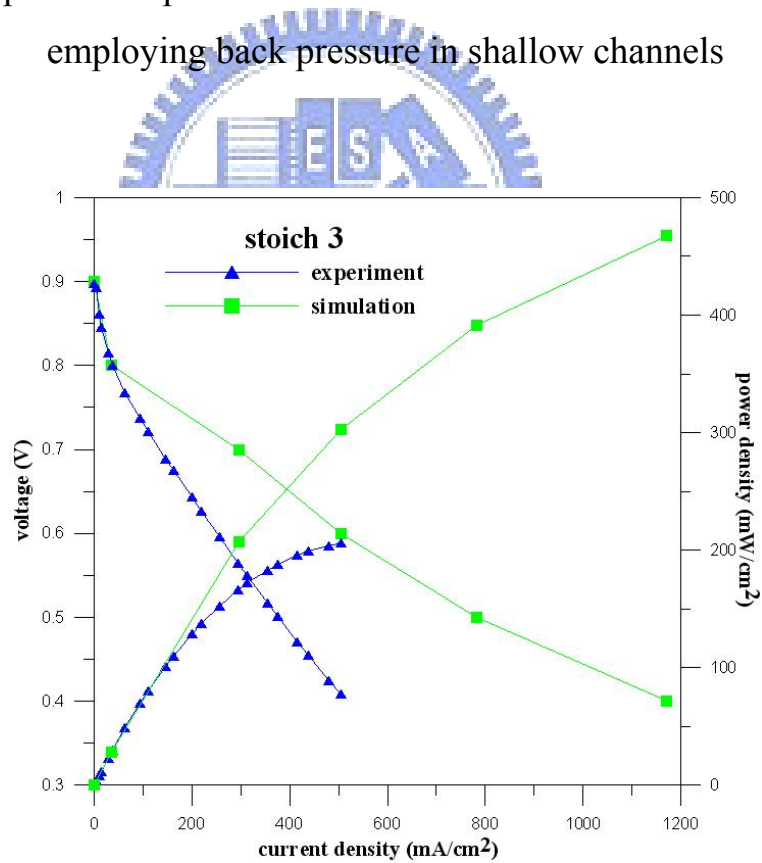 employing back pressure in shallow channels
E S A
1
0.9
0.8
0.7
0.6
0.5
0.4
0.3
voltage (V)
stoich 3
experiment
simulation
500
400
300
200
100
0
power density (mW/cm2)
0 200 400 600 800 1000 1200
current density (mA/cm2)